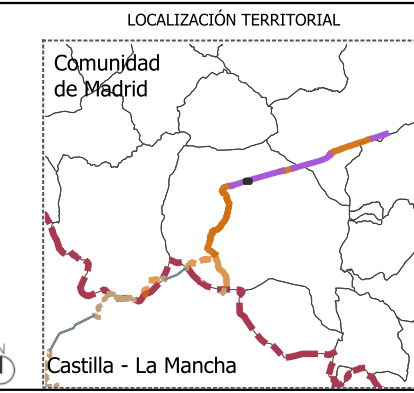 LOCALIZACIÓN TERRITORIAL
Comunidad
de Madrid
N
Castilla - La Mancha